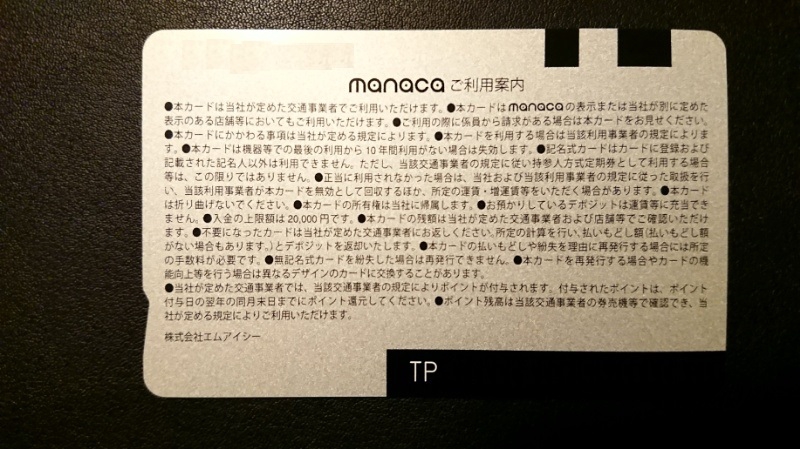 manaca ご利用案内
●本カードは当社が定めた交通事業者でご利用いただけます。●本カードはmanacaの表示または当社が別に定めた
表示のある店舗等においてもご利用いただけます。●ご利用の際に係員から請求がある場合は本カードをお見せください。
●本カードにかかわる事項は当社が定める規定によります。●本カードを利用する場合は当該利用事業者の規定によりま
す。●本カードは機器等での最後の利用から10年間利用がない場合は失効します。●記名式カードはカードに登録および
記載された記名人以外は利用できません。ただし、当該交通事業者の規定に従い持参人方式定期券として利用する場合
等は、この限りではありません。●正当に利用されなかった場合は、当社および当該利用事業者の規定に従った取扱を行
い、当該利用事業者が本カードを無効として回収するほか、所定の運賃・増運賃等をいただく場合があります。●本カード
は折り曲げないでください。●本カードの所有権は当社に帰属します。●お預かりしているデポジットは運賃等に充当でき
ません。●入金の上限額は20,000円です。●本カードの残額は当社が定めた交通事業者および店舗等でご確認いただけ
ます。●不要になったカードは当社が定めた交通事業者にお返しください。所定の計算を行い、払いもどし額(払いもどし額
がない場合もあります。)とデポジットを返却いたします。●本カードの払いもどしや紛失を理由に再発行する場合には所定
の手数料が必要です。●無記名式カードを紛失した場合は再発行できません。●本カードを再発行する場合やカードの機
能向上等を行う場合は異なるデザインのカードに交換することがあります。
●当社が定めた交通事業者では、当該交通事業者の規定によりポイントが付与されます。付与されたポイントは、ポイント
付与日の翌年の同月末日までにポイント還元してください。●ポイント残高は当該交通事業者の券売機等で確認でき、当
社が定める規定によりご利用いただけます。
株式会社エムアイシー
TP